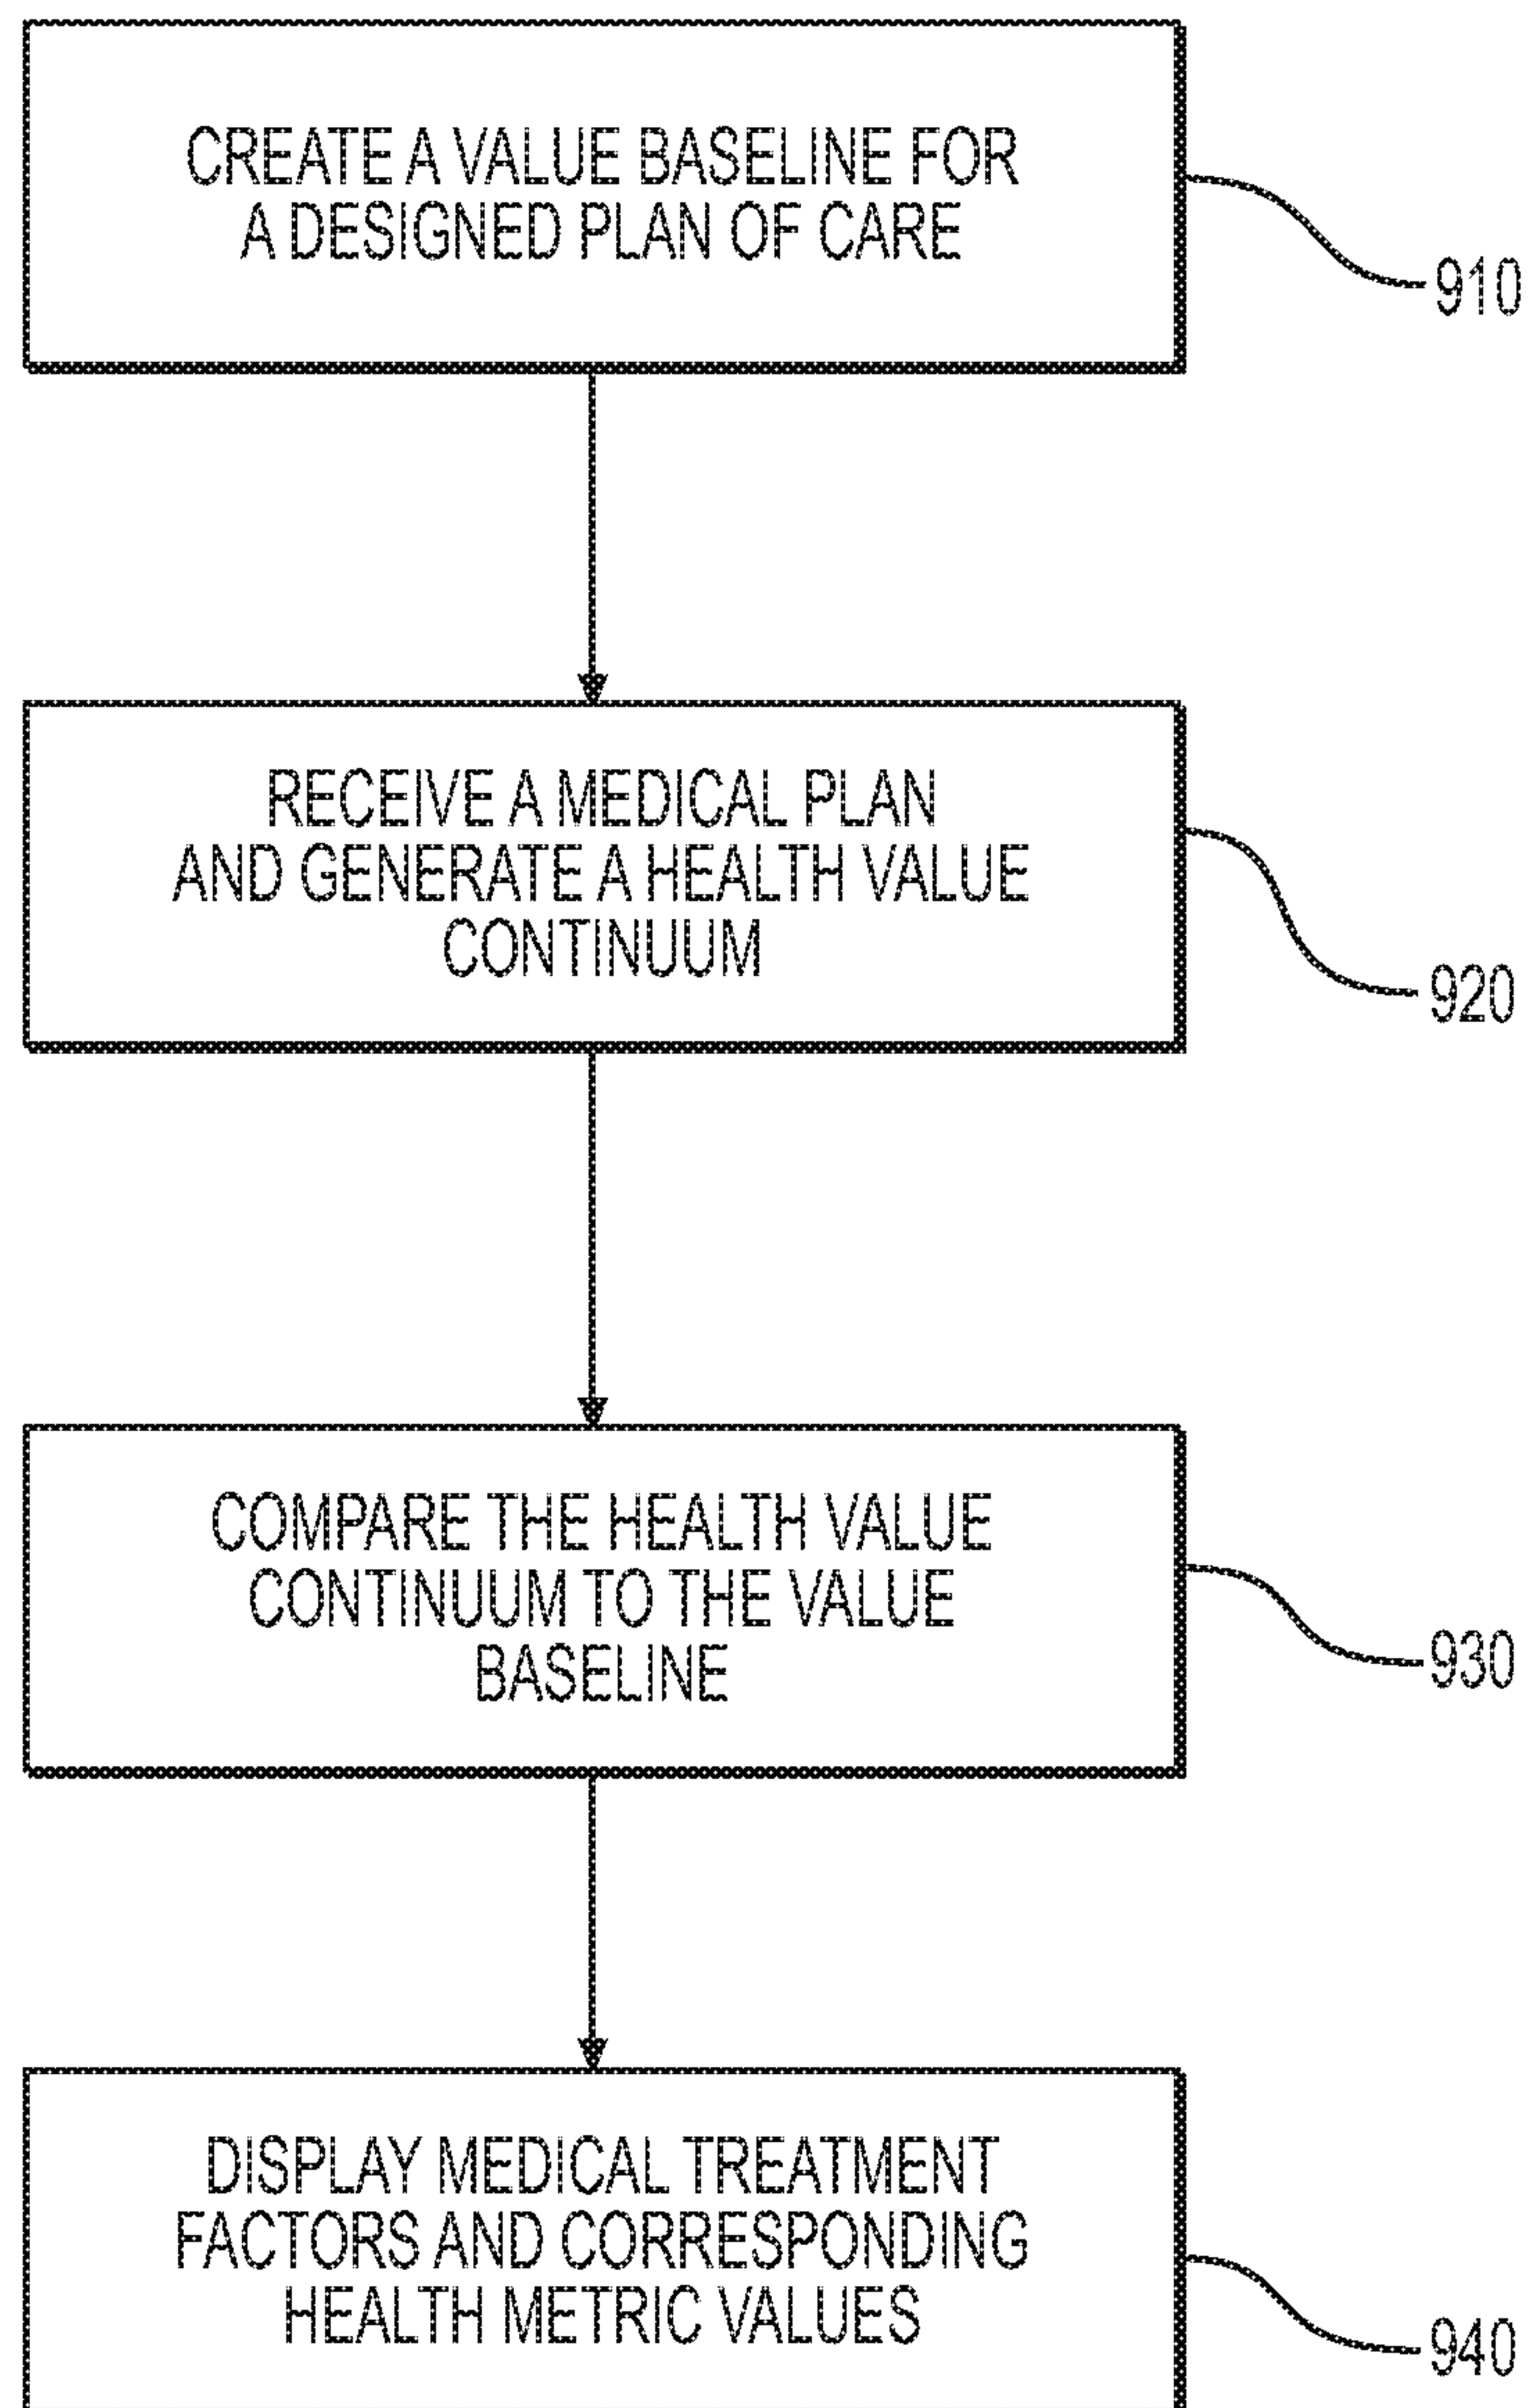 CREATE A VALUE BASELINE FOR
A DESIGNED PLAN OF CARE
910
RECEIVE A MEDICAL PLAN
AND GENERATE A HEALTH VALUE
CONTINUUM
920
COMPARE THE HEALTH VALUE
CONTINUUM TO THE VALUE
BASELINE
930
DISPLAY MEDICAL TREATMENT
FACTORS AND CORRESPONDING
HEALTH METRIC VALUES
940